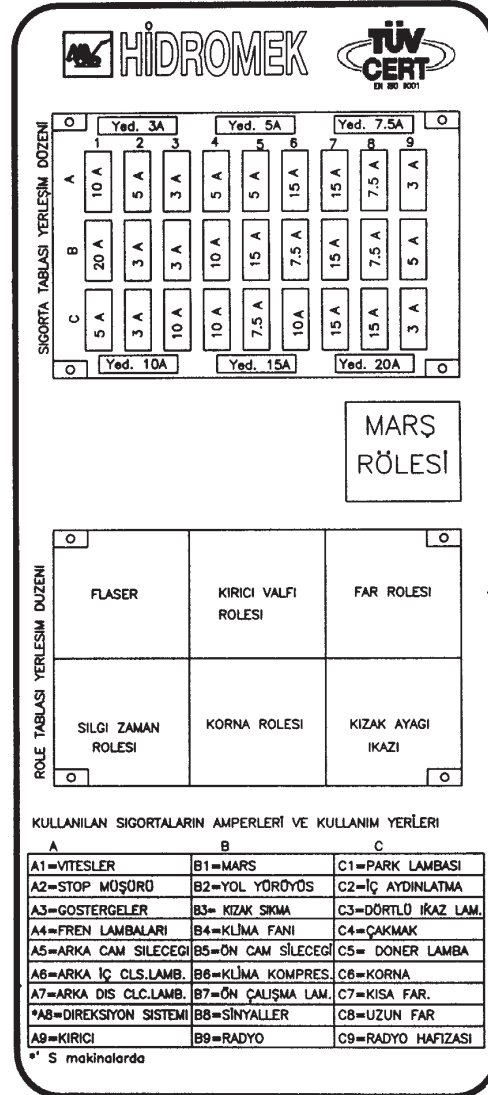 HİDROMEK
TÜV
CERT
EN ISO 9001
SIGORTA TABLASI YERLEŞİM DÜZENİ
Yed. 3A Yed. 5A Yed. 7.5A
1 2 3 4 5 6 7 8 9
A 10 A 5 A 3 A 5 A 5 A 15 A 15 A 7.5 A 3 A
B 20 A 3 A 3 A 10 A 15 A 7.5 A 15 A 7.5 A 5 A
C 5 A 3 A 10 A 10 A 7.5 A 10A 15 A 15 A 3 A
Yed. 10A Yed. 15A Yed. 20A
MARŞ
RÖLESİ
ROLE TABLASI YERLESIM DUZENI
FLASER
KIRICI VALFI
ROLESI
FAR ROLESI
SILGI ZAMAN
ROLESI
KORNA ROLESI
KIZAK AYAGI
IKAZI
KULLANILAN SIGORTALARIN AMPERLERİ VE KULLANIM YERLERI
A B C
A1=VITESLER B1=MARS C1=PARK LAMBASI
A2=STOP MÜŞÜRÜ B2=YOL YÜRÜYÜS C2=İÇ AYDINLATMA
A3=GOSTERGELER B3= KIZAK SIKMA C3=DÖRTLÜ IKAZ LAM.
A4=FREN LAMBALARI B4=KLİMA FANI C4=ÇAKMAK
A5=ARKA CAM SILECEGI B5=ÖN CAM SİLECEGİ C5= DONER LAMBA
A6=ARKA İÇ CLS.LAMB. B6=KLİMA KOMPRES. C6=KORNA
A7=ARKA DIS CLC.LAMB. B7=ÖN ÇALIŞMA LAM. C7=KISA FAR.
*A8=DIREKSIYON SISTEMI B8=SİNYALLER C8=UZUN FAR
A9=KIRICI B9=RADYO C9=RADYO HAFIZASI
*' S makinalarda